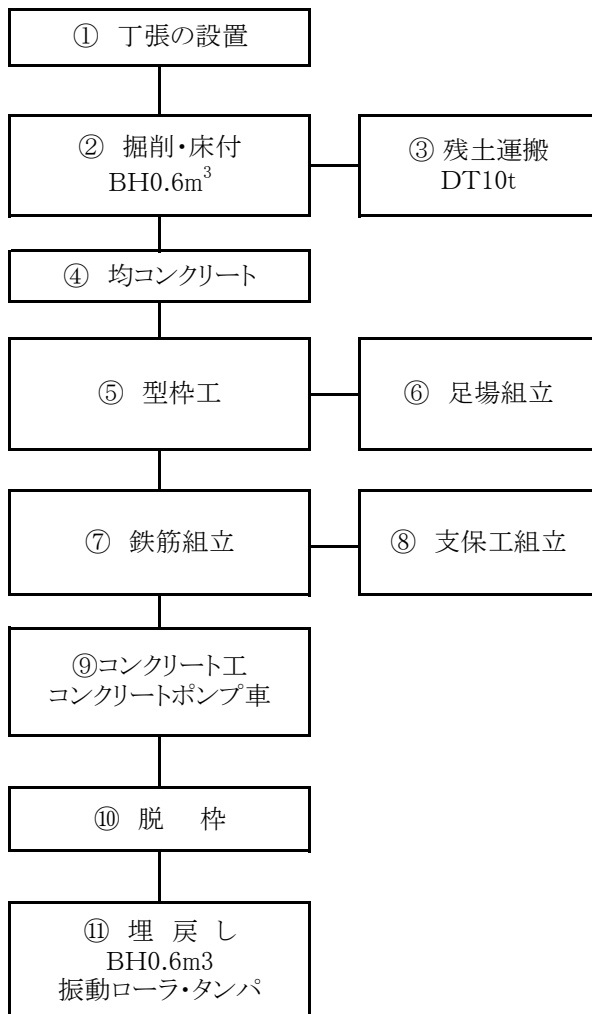 ① 丁張の設置
② 掘削・床付
BH0.6m³
③ 残土運搬
DT10t
④ 均コンクリート
⑤ 型枠工
⑥ 足場組立
⑦ 鉄筋組立
⑧ 支保工組立
⑨コンクリート工
コンクリートポンプ車
⑩ 脱 枠
⑪ 埋 戻 し
BH0.6m3
振動ローラ・タンパ